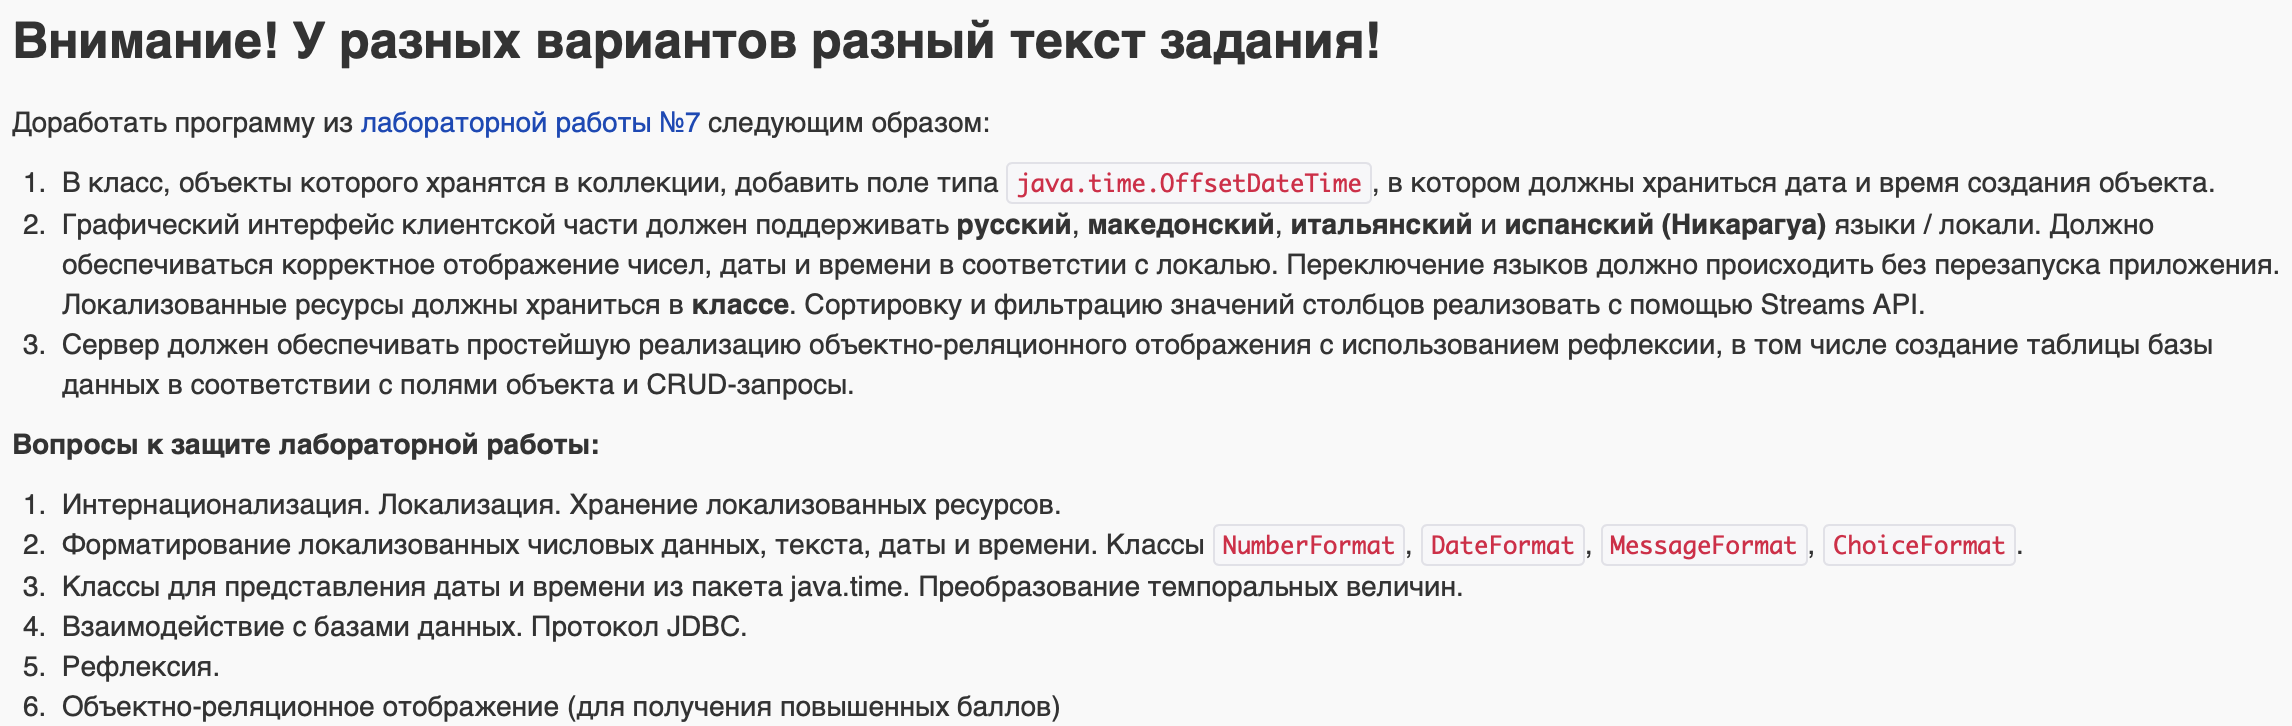 Внимание! У разных вариантов разный текст задания!
Доработать программу из лабораторной работы №7 следующим образом:
1. В класс, объекты которого хранятся в коллекции, добавить поле типа java.time.OffsetDateTime, в котором должны храниться дата и время создания объекта.
2. Графический интерфейс клиентской части должен поддерживать русский, македонский, итальянский и испанский (Никарагуа) языки / локали. Должно
обеспечиваться корректное отображение чисел, даты и времени в соответстии с локалью. Переключение языков должно происходить без перезапуска приложения.
Локализованные ресурсы должны храниться в классе. Сортировку и фильтрацию значений столбцов реализовать с помощью Streams API.
3. Сервер должен обеспечивать простейшую реализацию объектно-реляционного отображения с использованием рефлексии, в том числе создание таблицы базы
данных в соответствии с полями объекта и CRUD-запросы.
Вопросы к защите лабораторной работы:
1. Интернационализация. Локализация. Хранение локализованных ресурсов.
2. Форматирование локализованных числовых данных, текста, даты и времени. Классы NumberFormat, DateFormat, MessageFormat, ChoiceFormat.
3. Классы для представления даты и времени из пакета java.time. Преобразование темпоральных величин.
4. Взаимодействие с базами данных. Протокол JDBC.
5. Рефлексия.
6. Объектно-реляционное отображение (для получения повышенных баллов)